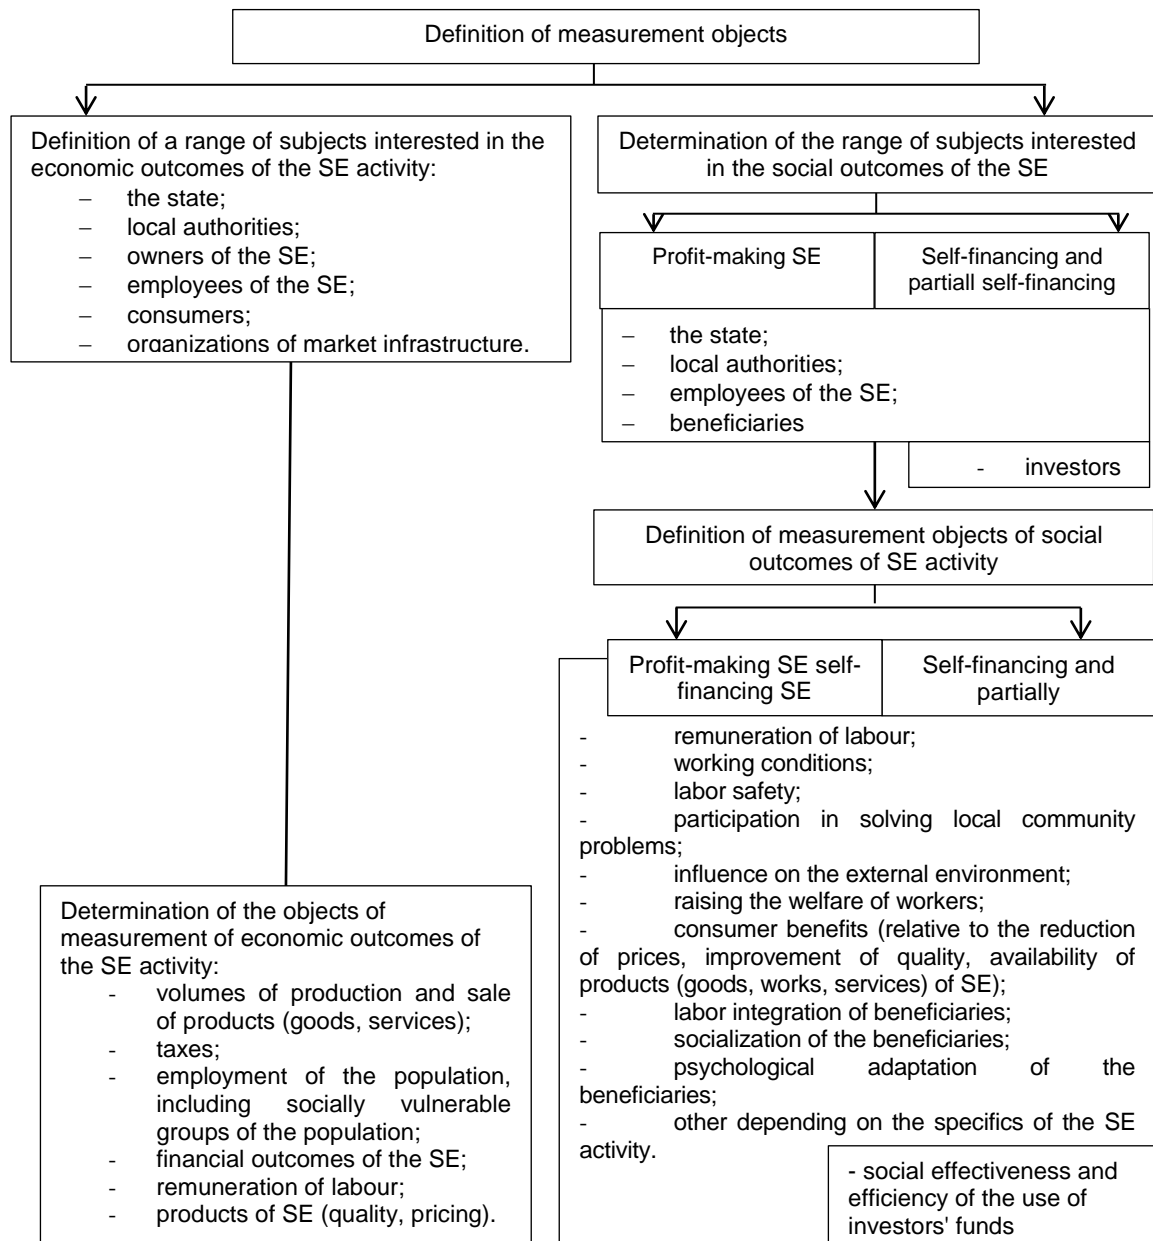 Definition of measurement objects
Definition of a range of subjects interested in the
economic outcomes of the SE activity:
– the state;
– local authorities;
– owners of the SE;
– employees of the SE;
– consumers;
– organizations of market infrastructure.
Determination of the range of subjects interested
in the social outcomes of the SE
Profit-making SE
Self-financing and
partiall self-financing
– the state;
– local authorities;
– employees of the SE;
– beneficiaries
- investors
Definition of measurement objects of social
outcomes of SE activity
Profit-making SE self-
financing SE
Self-financing and
partially
- remuneration of labour;
- working conditions;
- labor safety;
- participation in solving local community
problems;
- influence on the external environment;
- raising the welfare of workers;
- consumer benefits (relative to the reduction
of prices, improvement of quality, availability of
products (goods, works, services) of SE);
- labor integration of beneficiaries;
- socialization of the beneficiaries;
- psychological adaptation of the
beneficiaries;
- other depending on the specifics of the SE
activity.
- social effectiveness and
efficiency of the use of
investors' funds
Determination of the objects of
measurement of economic outcomes of
the SE activity:
- volumes of production and sale
of products (goods, services);
- taxes;
- employment of the population,
including socially vulnerable
groups of the population;
- financial outcomes of the SE;
- remuneration of labour;
- products of SE (quality, pricing).